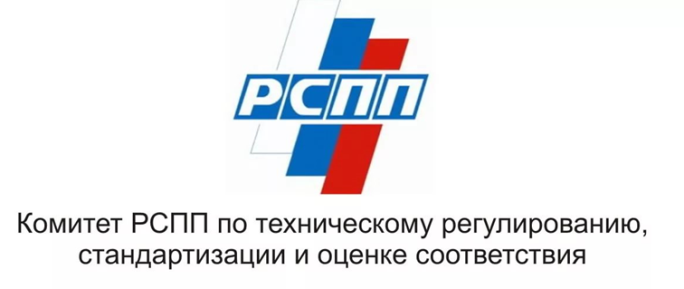 РСПП
Комитет РСПП по техническому регулированию,
стандартизации и оценке соответствия